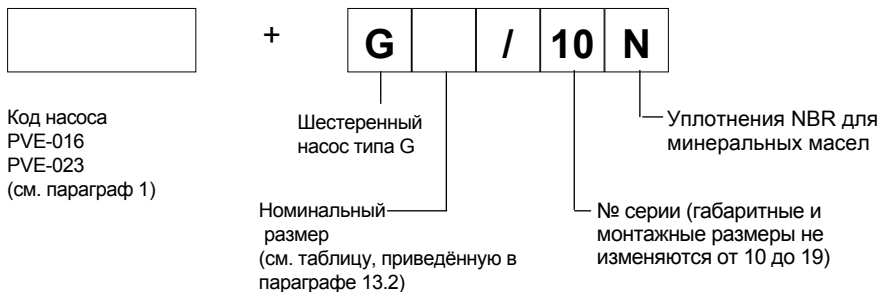 + G / 10 N
Код насоса
PVE-016
PVE-023
(см. параграф 1)
Шестеренный
насос типа G
Уплотнения NBR для
минеральных масел
Номинальный
размер
(см. таблицу, приведённую в
параграфе 13.2)
№ серии (габаритные и
монтажные размеры не
изменяются от 10 до 19)